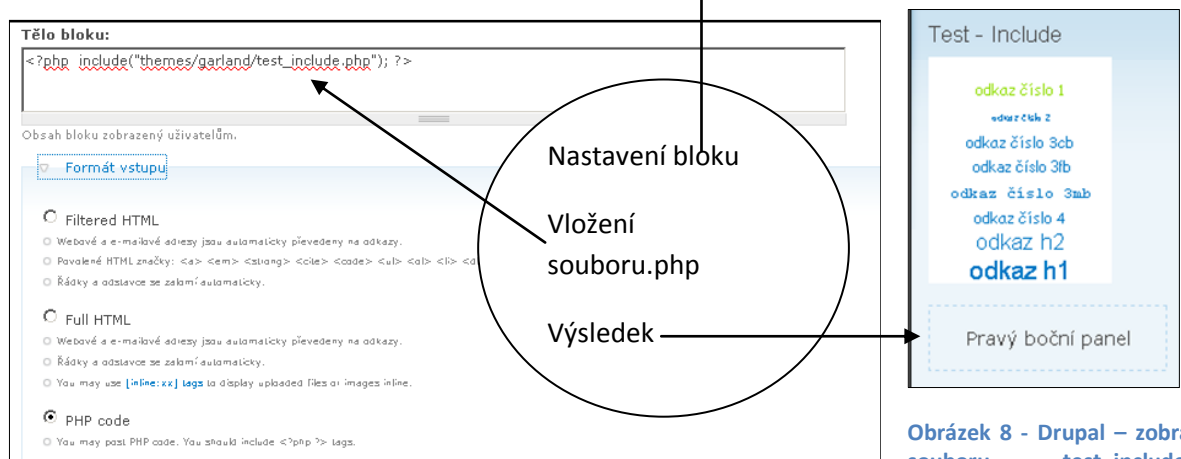 Tělo bloku:
<?php include("themes/garland/test_include.php"); ?>
Obsah bloku zobrazený uživatelům.
Formát vstupu
Filtered HTML
Webové a e-mailové adresy jsou automaticky převedeny na odkazy.
Povolené HTML značky: <a> <em> <strong> <cite> <code> <ul> <ol> <li>
Řádky a odstavce se zalomí automaticky.
Full HTML
Webové a e-mailové adresy jsou automaticky převedeny na odkazy.
Řádky a odstavce se zalomí automaticky.
You may use [inline:xx] tags to display uploaded files or images inline.
PHP code
You may post PHP code. You should include <?php ?> tags.
Nastavení bloku
Vložení
souboru.php
Výsledek
Test - Include
odkaz číslo 1
odkaz číslo 2
odkaz číslo 3cb
odkaz číslo 3fb
odkaz číslo 3mb
odkaz číslo 4
odkaz h2
odkaz h1
Pravý boční panel
Obrázek 8 - Drupal –